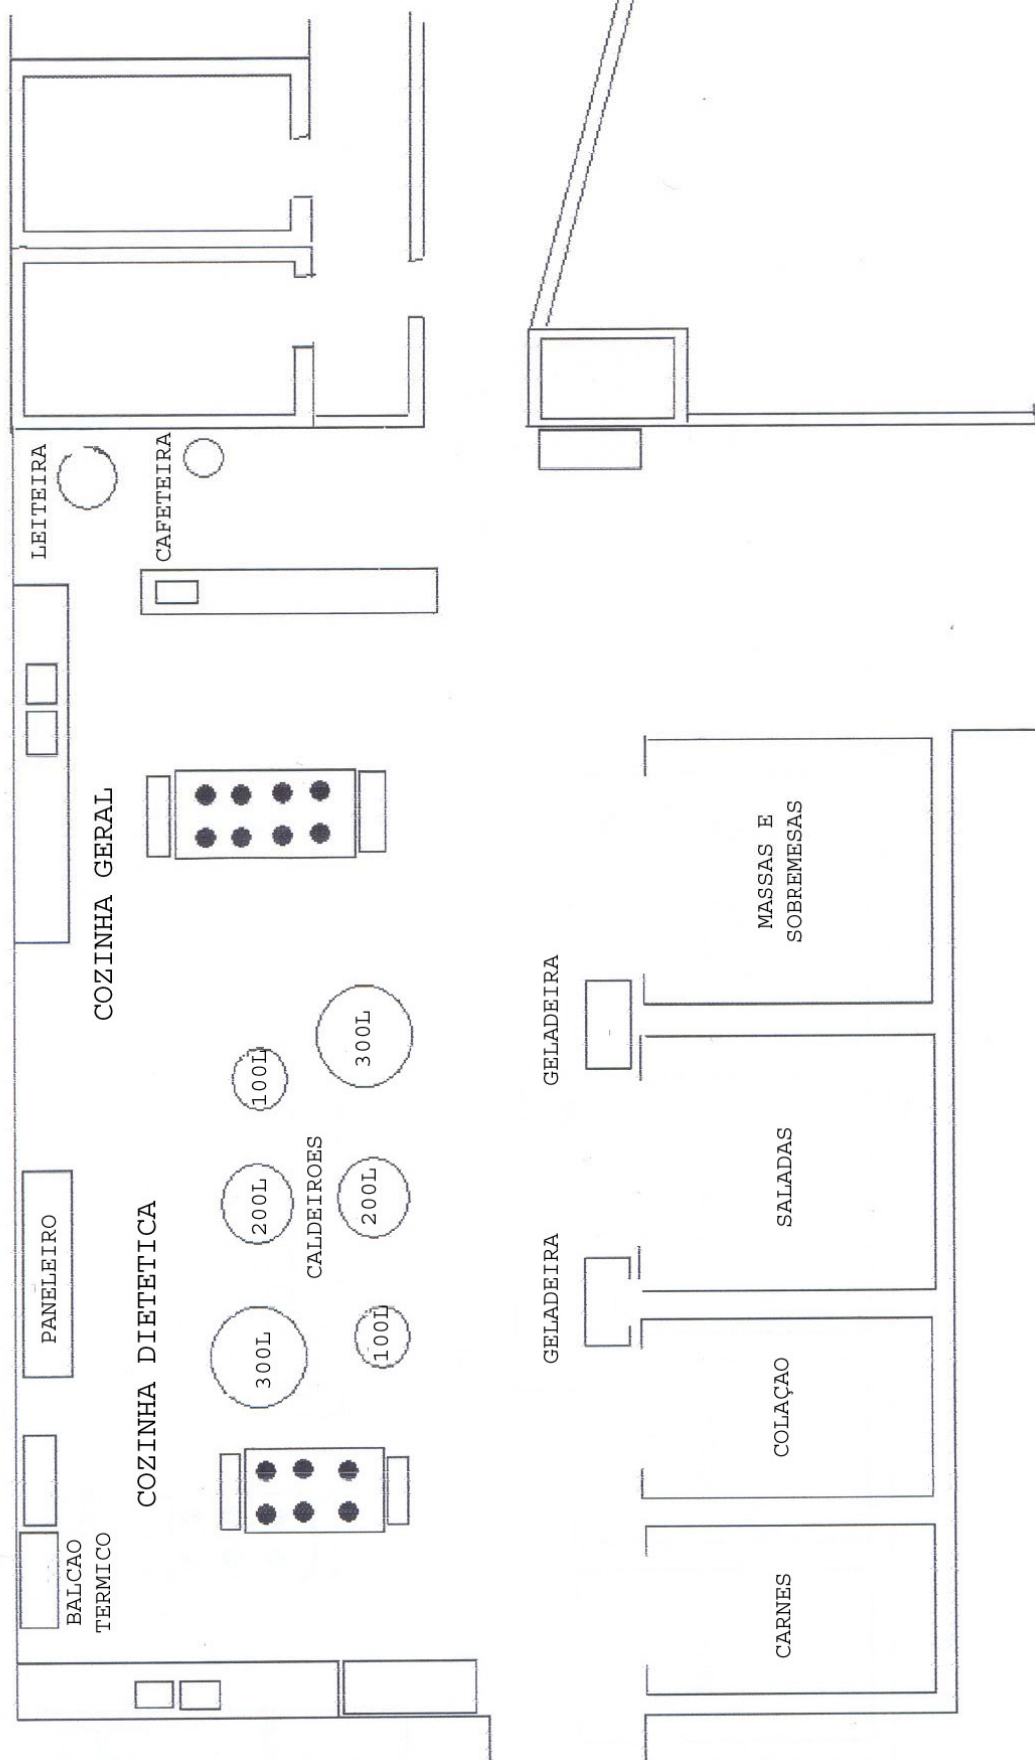 LEITEIRA
CAFETEIRA
COZINHA GERAL
MASSAS E
SOBREMESAS
GELADEIRA
300L
100L
CALDEIROES
200L
200L
SALADAS
PANELEIRO
COZINHA DIETETICA
GELADEIRA
300L
100L
COLAÇAO
BALCAO
TERMICO
CARNES